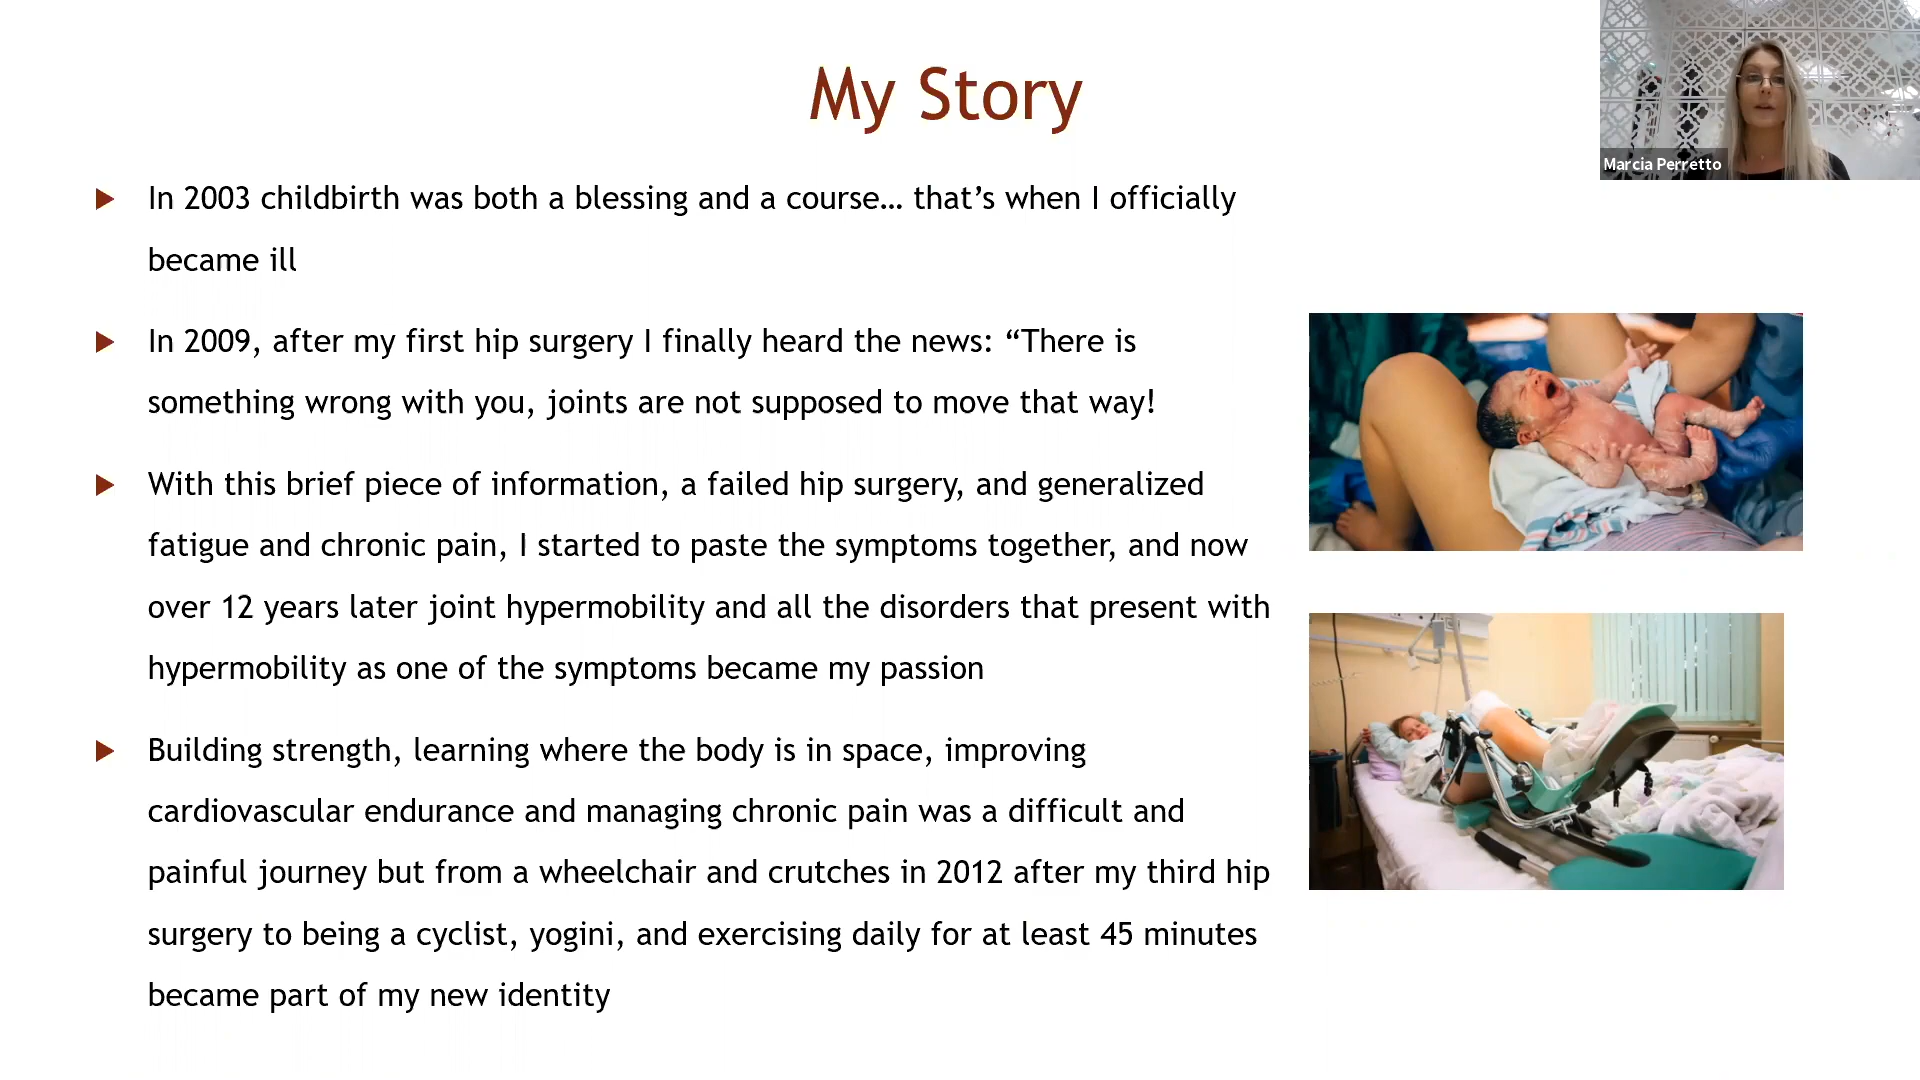 My Story
Marcia Perretto
In 2003 childbirth was both a blessing and a course… that’s when I officially
became ill
In 2009, after my first hip surgery I finally heard the news: “There is
something wrong with you, joints are not supposed to move that way!
With this brief piece of information, a failed hip surgery, and generalized
fatigue and chronic pain, I started to paste the symptoms together, and now
over 12 years later joint hypermobility and all the disorders that present with
hypermobility as one of the symptoms became my passion
Building strength, learning where the body is in space, improving
cardiovascular endurance and managing chronic pain was a difficult and
painful journey but from a wheelchair and crutches in 2012 after my third hip
surgery to being a cyclist, yogini, and exercising daily for at least 45 minutes
became part of my new identity